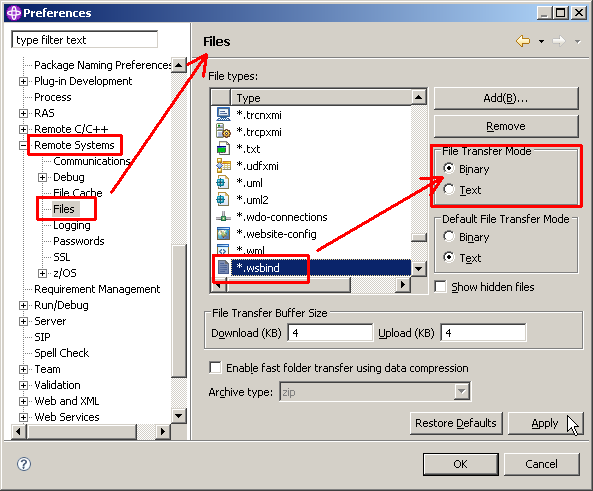 Preferences
type filter text
Package Naming Preferences
Plug-in Development
Process
RAS
Remote C/C++
Remote Systems
Communications
Debug
File Cache
Files
Logging
Passwords
SSL
z/OS
Requirement Management
Run/Debug
Server
SIP
Spell Check
Team
Validation
Web and XML
Web Services
Files
File types:
Type
*.trcnxmi
*.trcpxmi
*.txt
*.udfxmi
*.uml
*.uml2
*.wdo-connections
*.website-config
*.wml
*.wsbind
Add(B)...
Remove
File Transfer Mode
Binary
Text
Default File Transfer Mode
Binary
Text
Show hidden files
File Transfer Buffer Size
Download (KB) 4 Upload (KB) 4
Enable fast folder transfer using data compression
Archive type: zip
Restore Defaults Apply
? OK Cancel